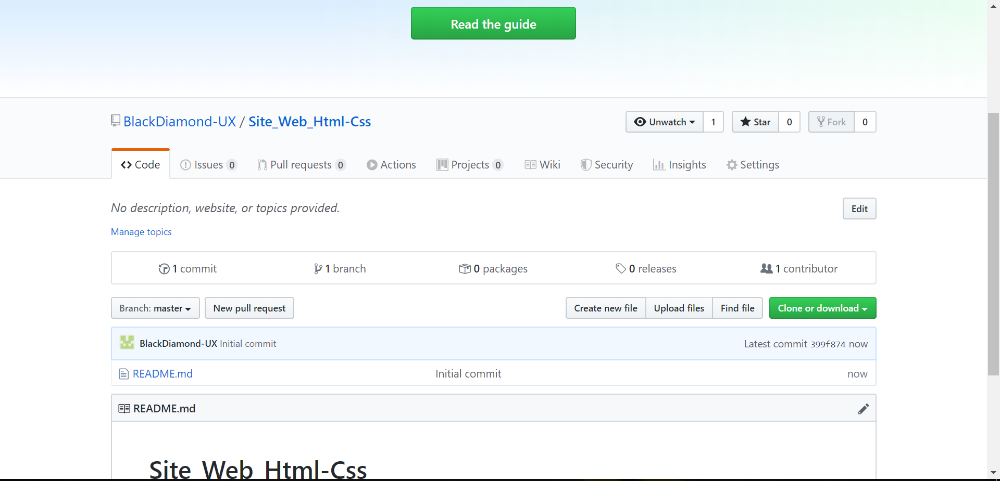 Read the guide
BlackDiamond-UX / Site_Web_Html-Css
Unwatch 1 Star 0 Fork 0
Code Issues 0 Pull requests 0 Actions Projects 0 Wiki Security Insights Settings
No description, website, or topics provided. Edit
Manage topics
1 commit 1 branch 0 packages 0 releases 1 contributor
Branch: master New pull request Create new file Upload files Find file Clone or download
BlackDiamond-UX Initial commit Latest commit 399f874 now
README.md Initial commit now
README.md
Site_Web_Html-Css